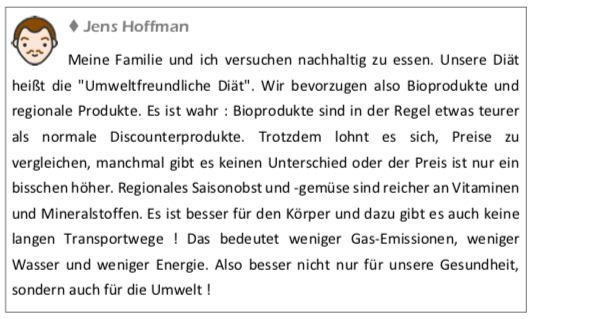 ♦ Jens Hoffman
Meine Familie und ich versuchen nachhaltig zu essen. Unsere Diät
heißt die "Umweltfreundliche Diät". Wir bevorzugen also Bioprodukte und
regionale Produkte. Es ist wahr : Bioprodukte sind in der Regel etwas teurer
als normale Discounterprodukte. Trotzdem lohnt es sich, Preise zu
vergleichen, manchmal gibt es keinen Unterschied oder der Preis ist nur ein
bisschen höher. Regionales Saisonobst und -gemüse sind reicher an Vitaminen
und Mineralstoffen. Es ist besser für den Körper und dazu gibt es auch keine
langen Transportwege ! Das bedeutet weniger Gas-Emissionen, weniger
Wasser und weniger Energie. Also besser nicht nur für unsere Gesundheit,
sondern auch für die Umwelt !